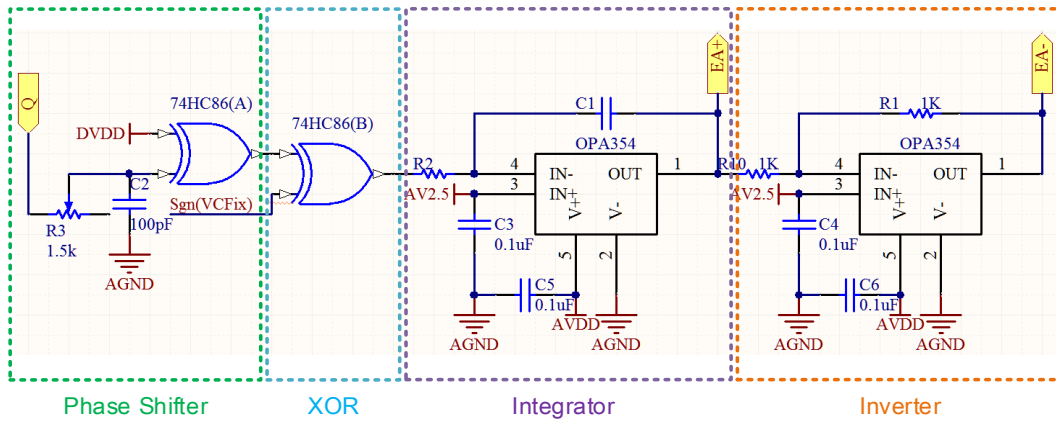 Q
DVDD
74HC86(A)
C2
100pF
R3
1.5k
AGND
74HC86(B)
Sgn(VCFix)
R2
C1
EA+
OPA354
4
3
IN-
IN+
OUT
1
V+
V-
5
2
AV2.5
C3
0.1uF
C5
0.1uF
AGND
AVDD
AGND
R10
1K
R1
1K
EA-
OPA354
4
3
IN-
IN+
OUT
1
V+
V-
5
2
AV2.5
C4
0.1uF
C6
0.1uF
AGND
AVDD
AGND
Phase Shifter
XOR
Integrator
Inverter